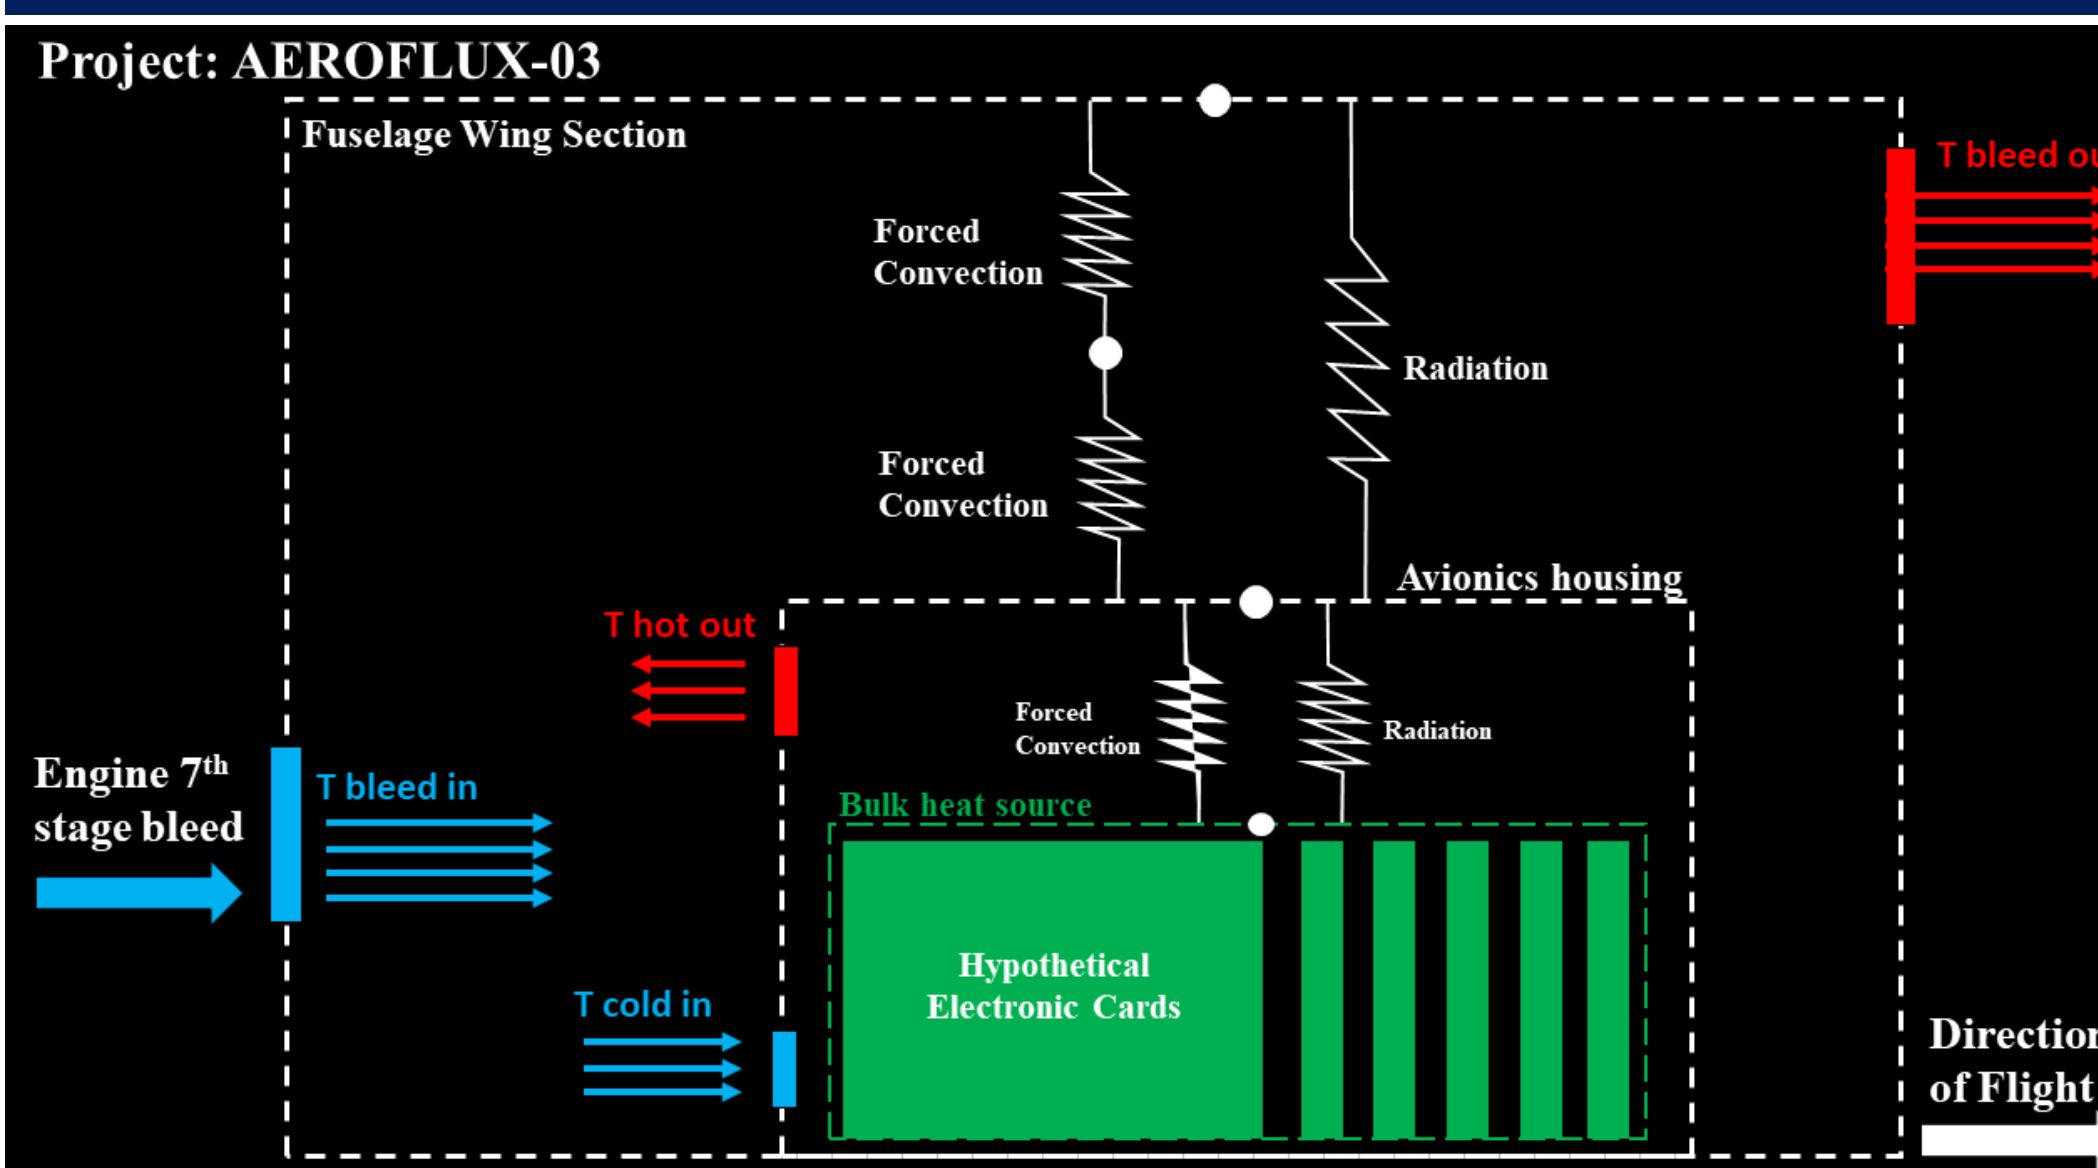 Project: AEROFLUX-03
Fuselage Wing Section
T bleed ou
Forced
Convection
Radiation
Forced
Convection
Avionics housing
T hot out
Forced
Convection
Radiation
Engine 7th
stage bleed
T bleed in
Bulk heat source
Hypothetical
Electronic Cards
T cold in
Direction
of Flight